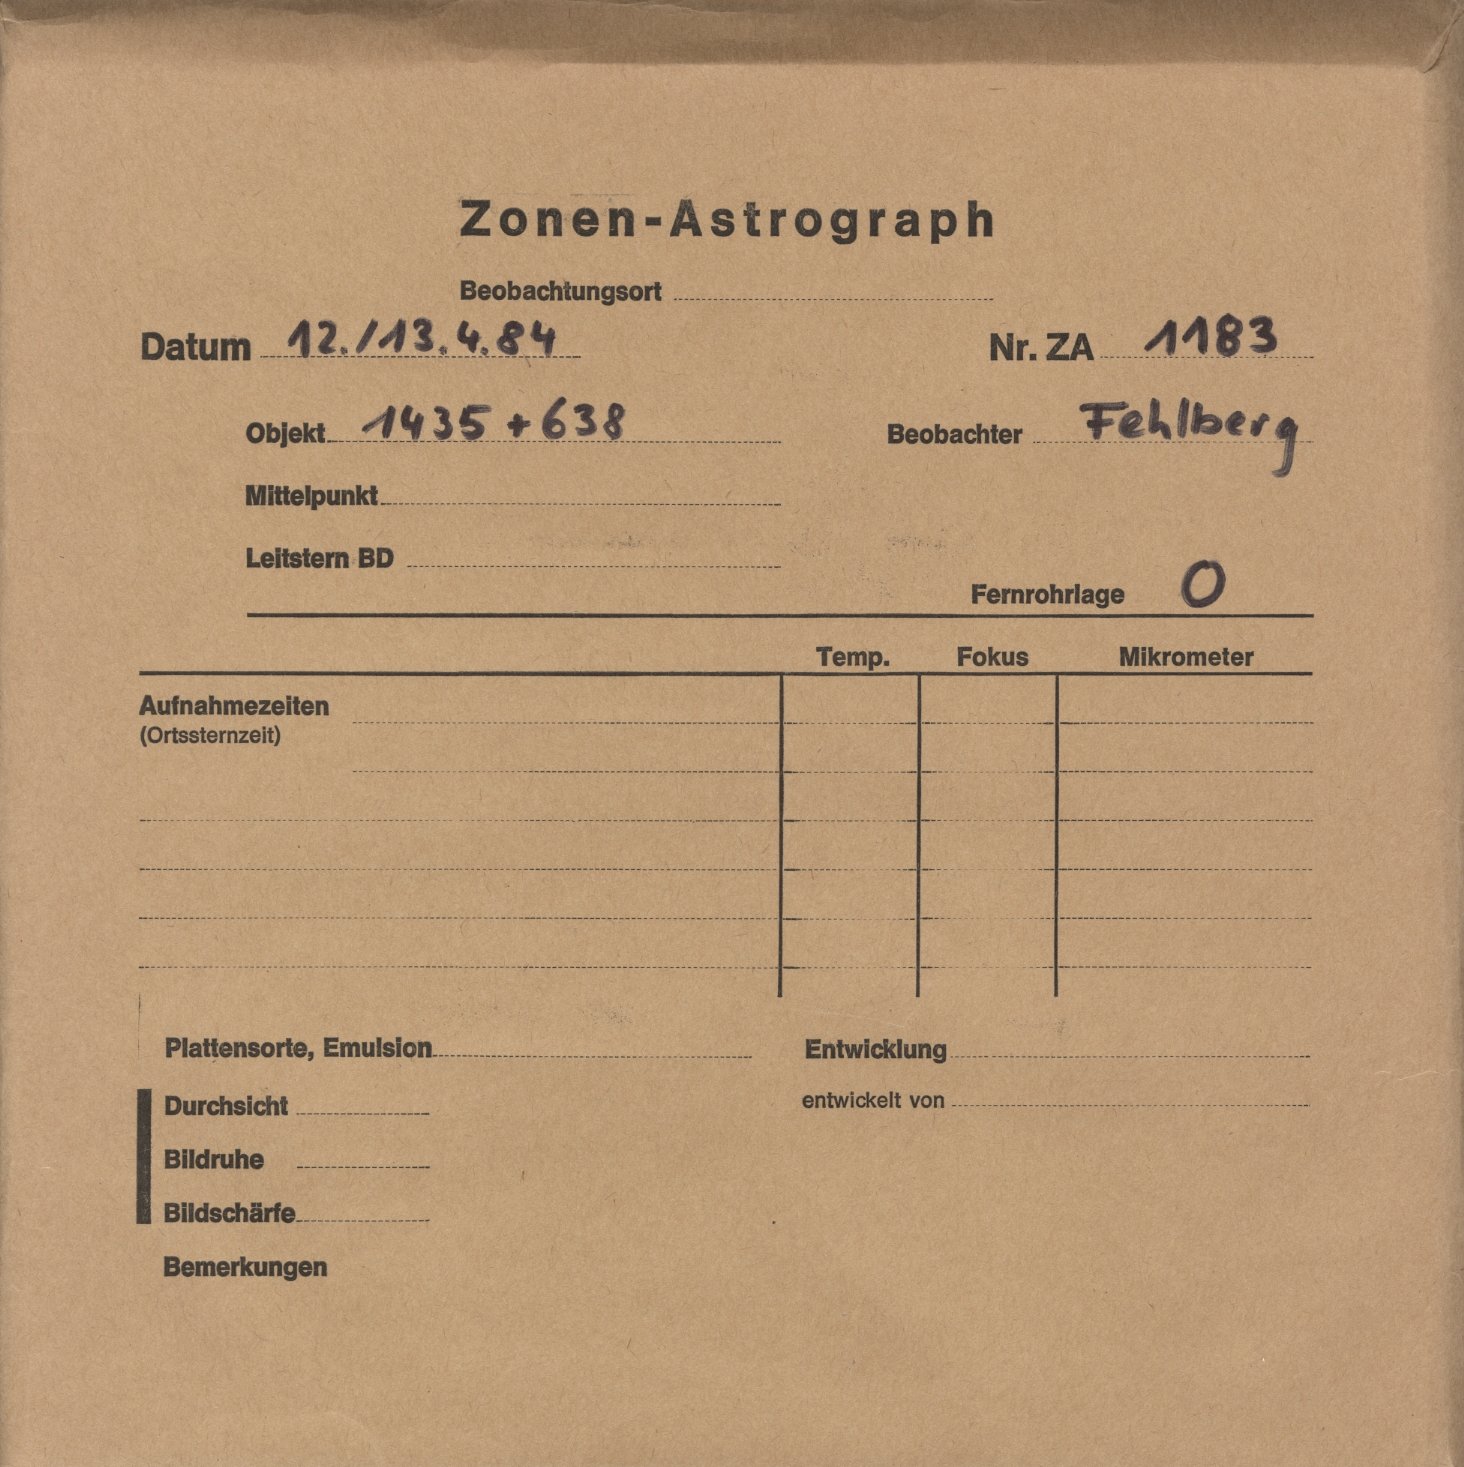 Zonen-Astrograph
Beobachtungsort
Datum 12./13.4.84 Nr. ZA 1183
Objekt 1435 + 638 Beobachter Fehlberg
Mittelpunkt
Leitstern BD
Fernrohrlage O
Temp. Fokus Mikrometer
Aufnahmezeiten
(Ortssternzeit)
Plattensorte, Emulsion Entwicklung
Durchsicht entwickelt von
Bildruhe
Bildschärfe
Bemerkungen